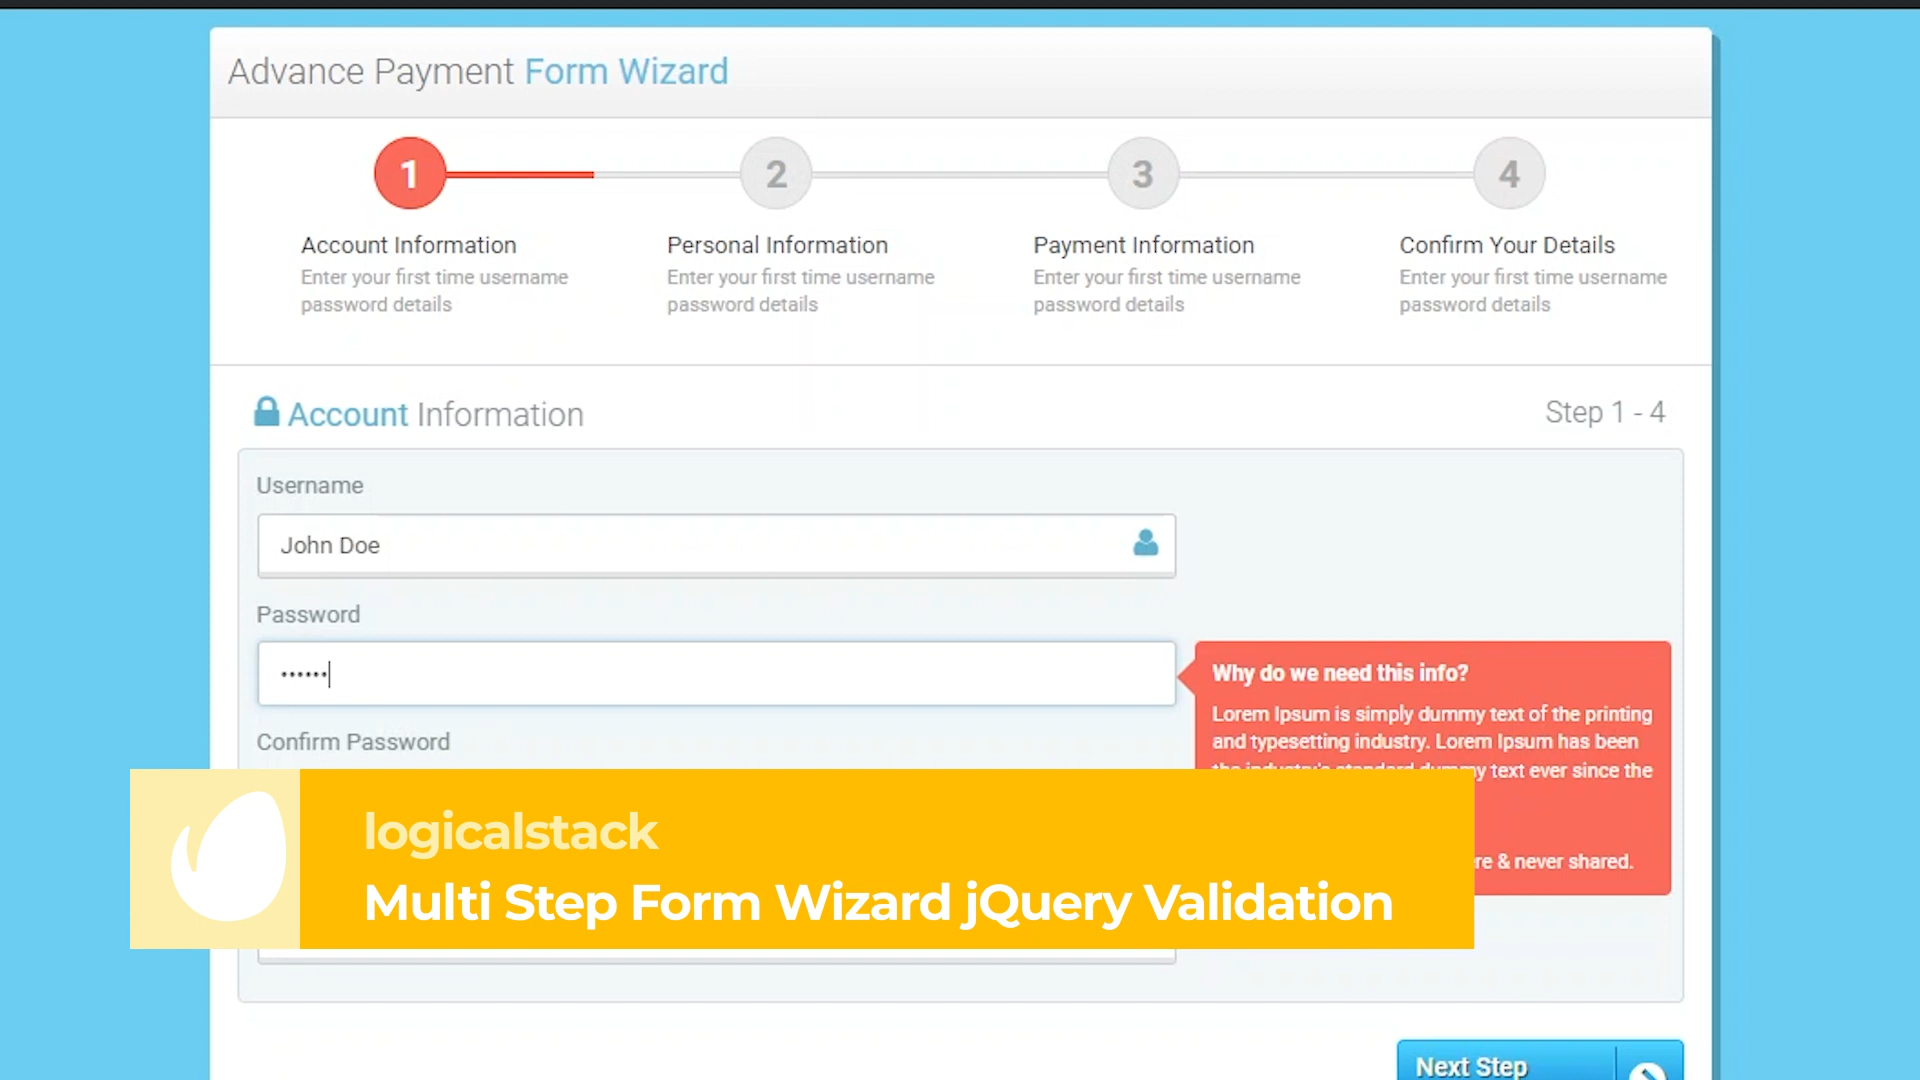 Advance Payment Form Wizard
1 2 3 4
Account Information
Enter your first time username
password details
Personal Information
Enter your first time username
password details
Payment Information
Enter your first time username
password details
Confirm Your Details
Enter your first time username
password details
Account Information
Step 1 - 4
Username
John Doe
Password
••••••
Why do we need this info?
Lorem Ipsum is simply dummy text of the printing
and typesetting industry. Lorem Ipsum has been
the industry's standard dummy text ever since the
& never shared.
Confirm Password
logicalstack
Multi Step Form Wizard jQuery Validation
Next Step